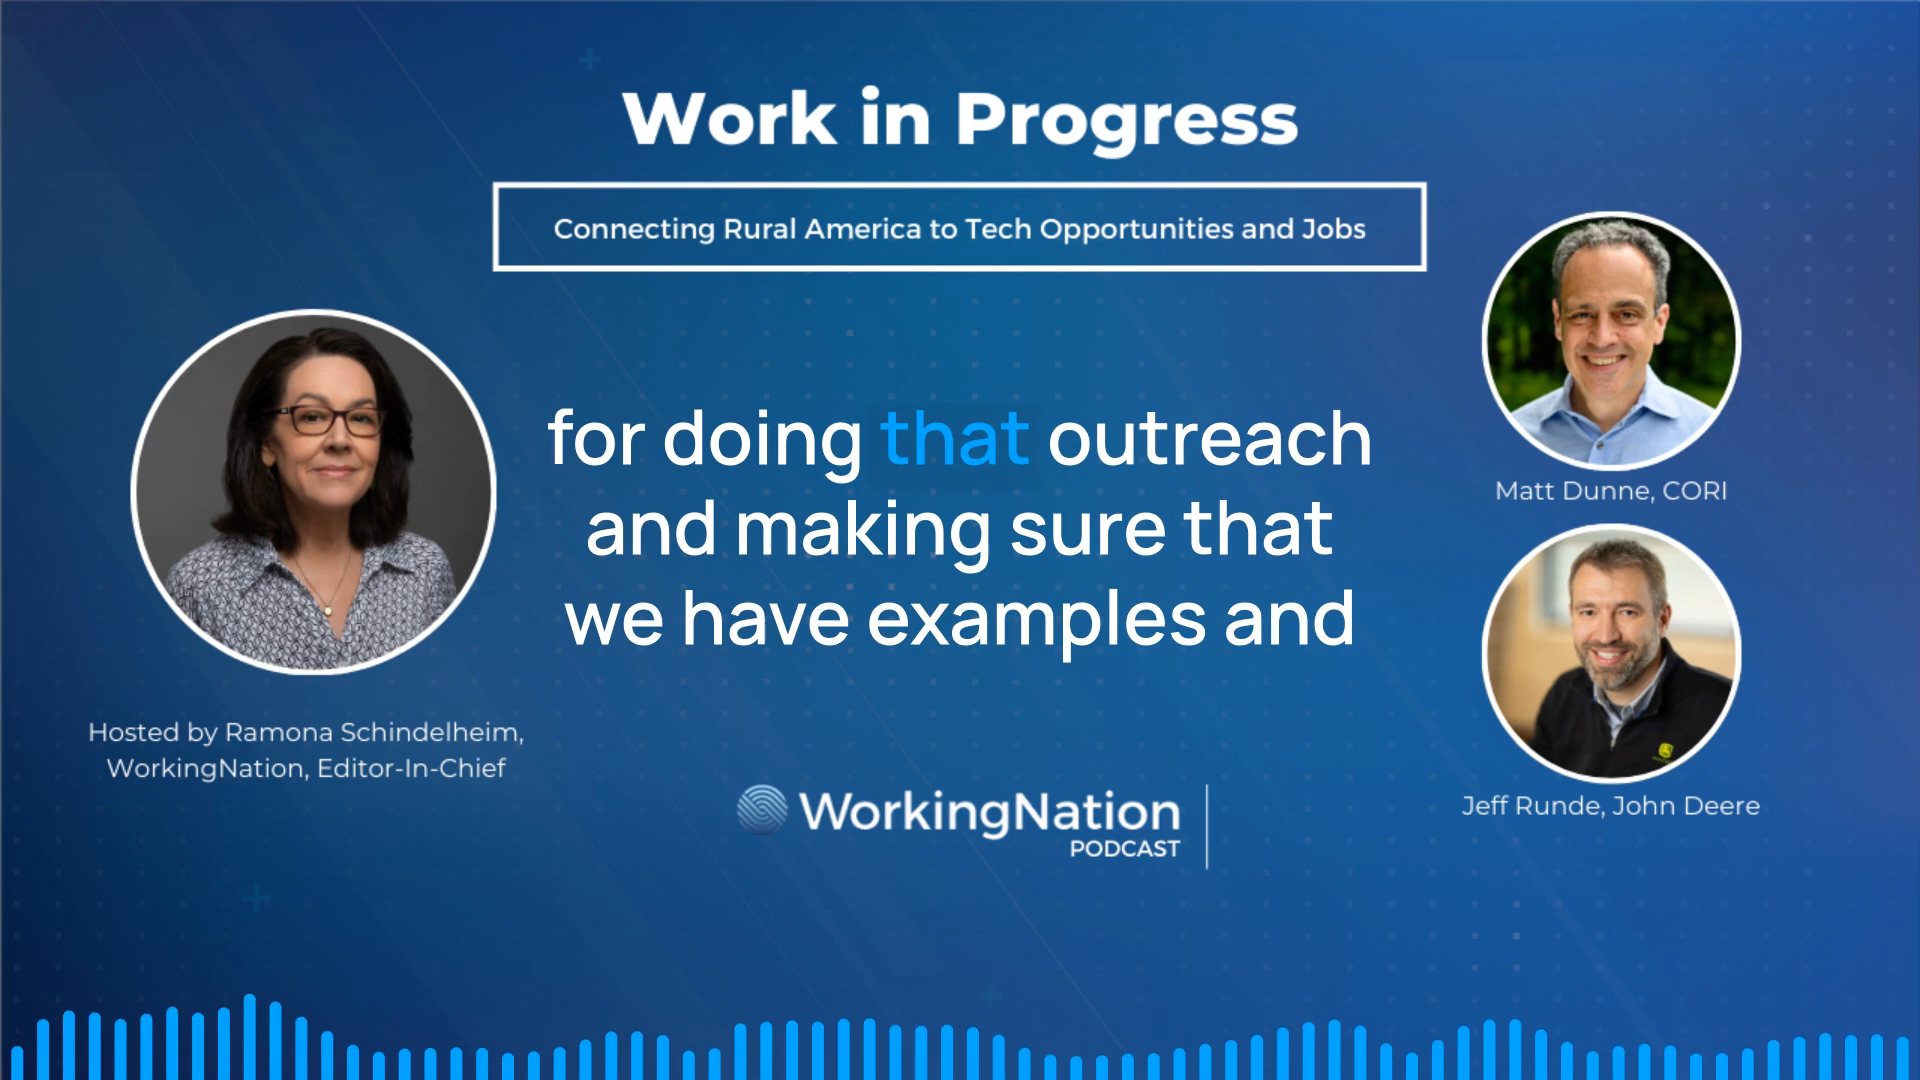 Work in Progress
Connecting Rural America to Tech Opportunities and Jobs
for doing that outreach
and making sure that
we have examples and
Hosted by Ramona Schindelheim,
WorkingNation, Editor-In-Chief
Matt Dunne, CORI
Jeff Runde, John Deere
WorkingNation
PODCAST